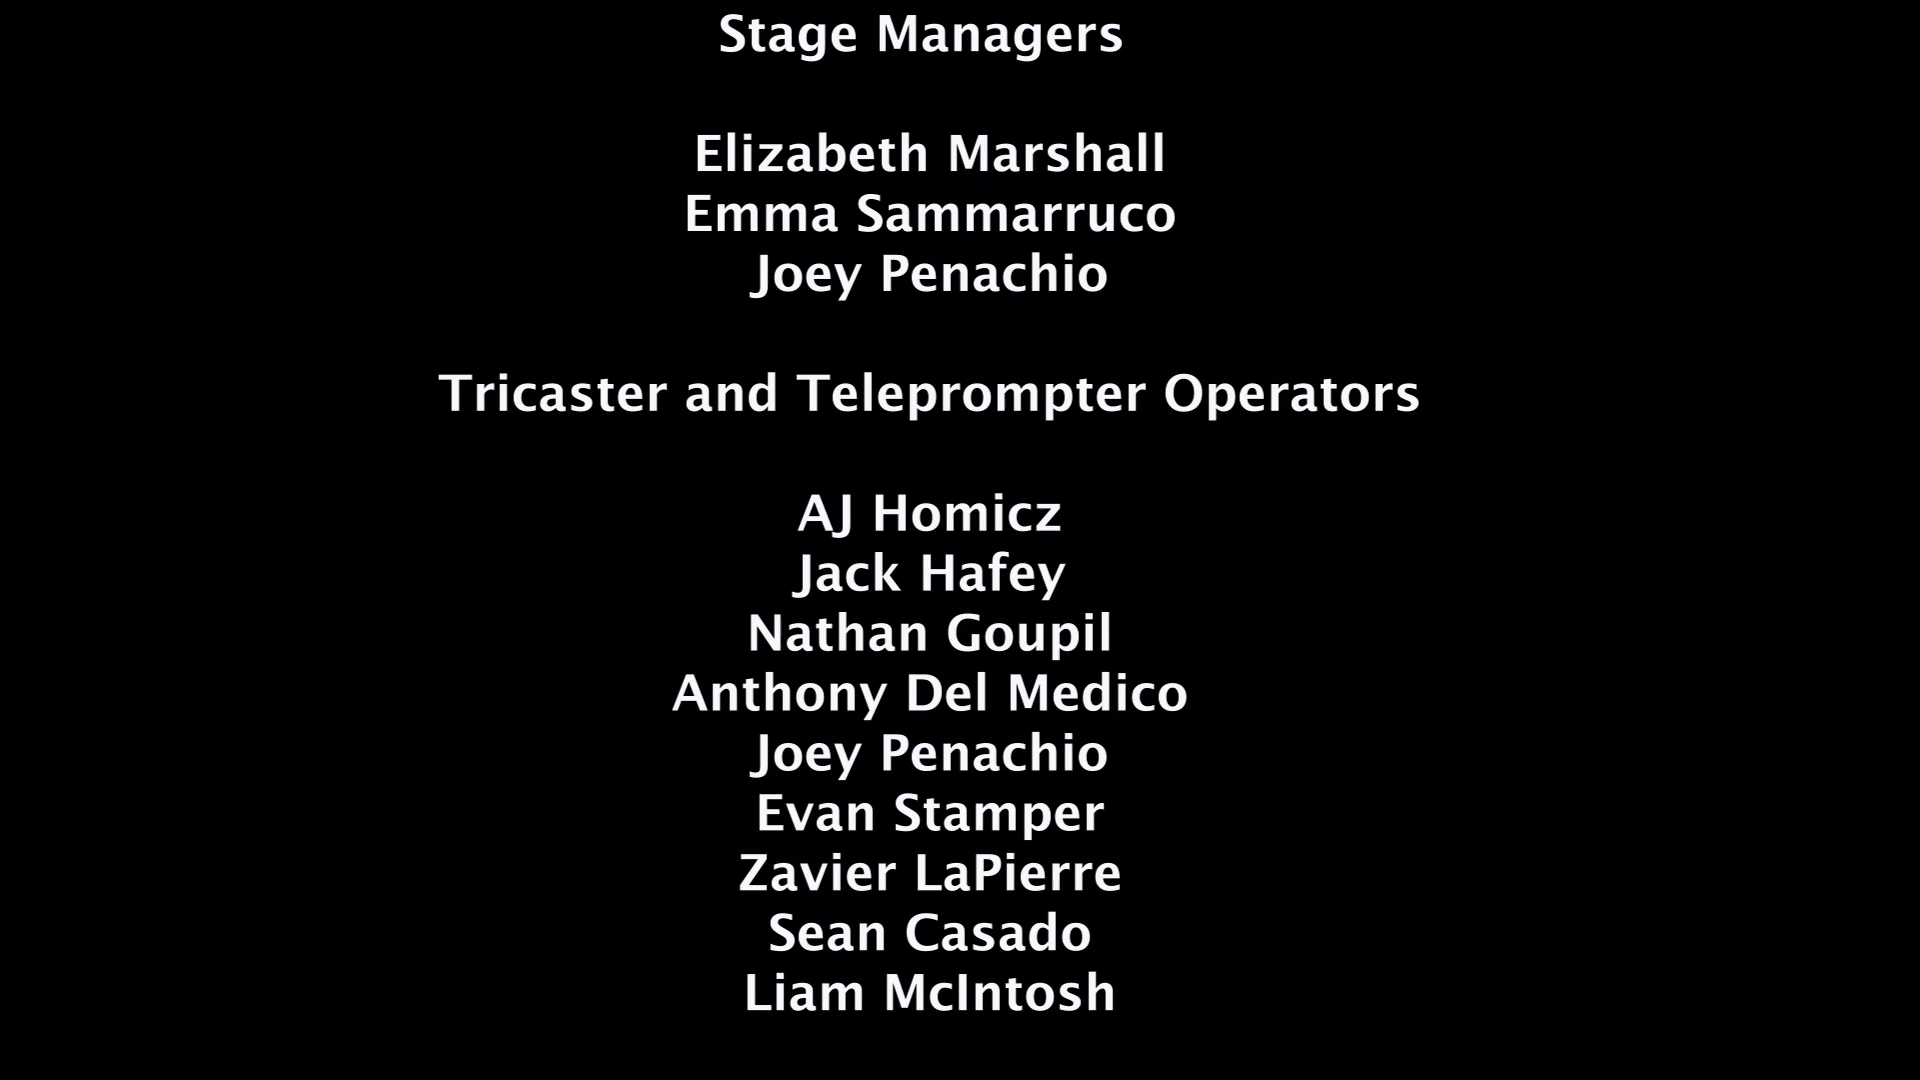 Stage Managers
Elizabeth Marshall
Emma Sammarruco
Joey Penachio
Tricaster and Teleprompter Operators
AJ Homicz
Jack Hafey
Nathan Goupil
Anthony Del Medico
Joey Penachio
Evan Stamper
Zavier LaPierre
Sean Casado
Liam McIntosh